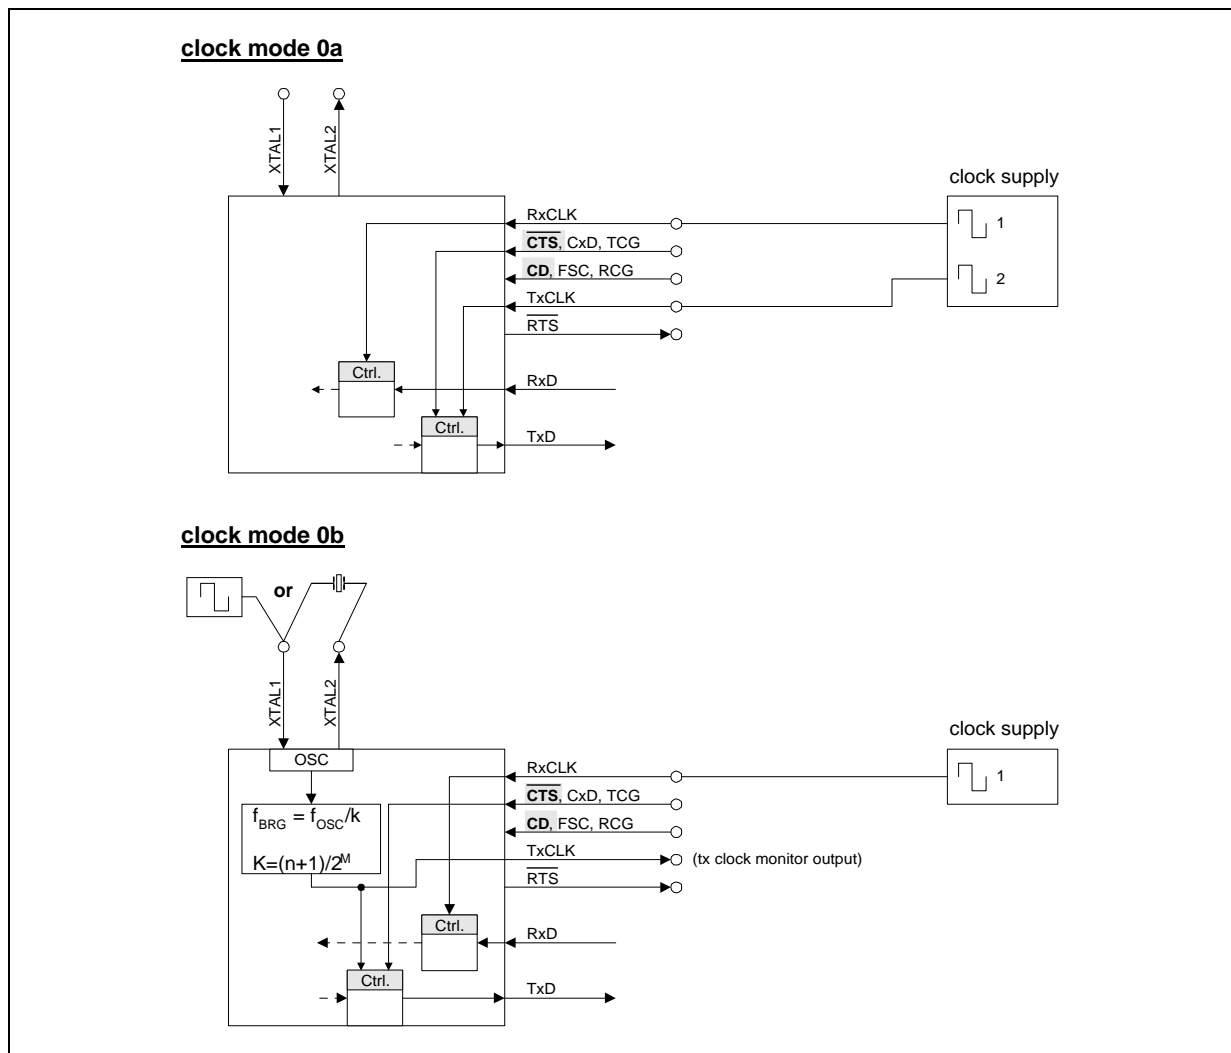 clock mode 0a
XTAL1
XTAL2
clock supply
RxCLK
1
CTS, CxD, TCG
CD, FSC, RCG
2
TxCLK
RTS
Ctrl.
RxD
Ctrl.
TxD
clock mode 0b
or
XTAL1
XTAL2
clock supply
OSC
RxCLK
1
CTS, CxD, TCG
fBRG = fOSC/k
CD, FSC, RCG
TxCLK
(tx clock monitor output)
K=(n+1)/2^M
RTS
Ctrl.
RxD
Ctrl.
TxD